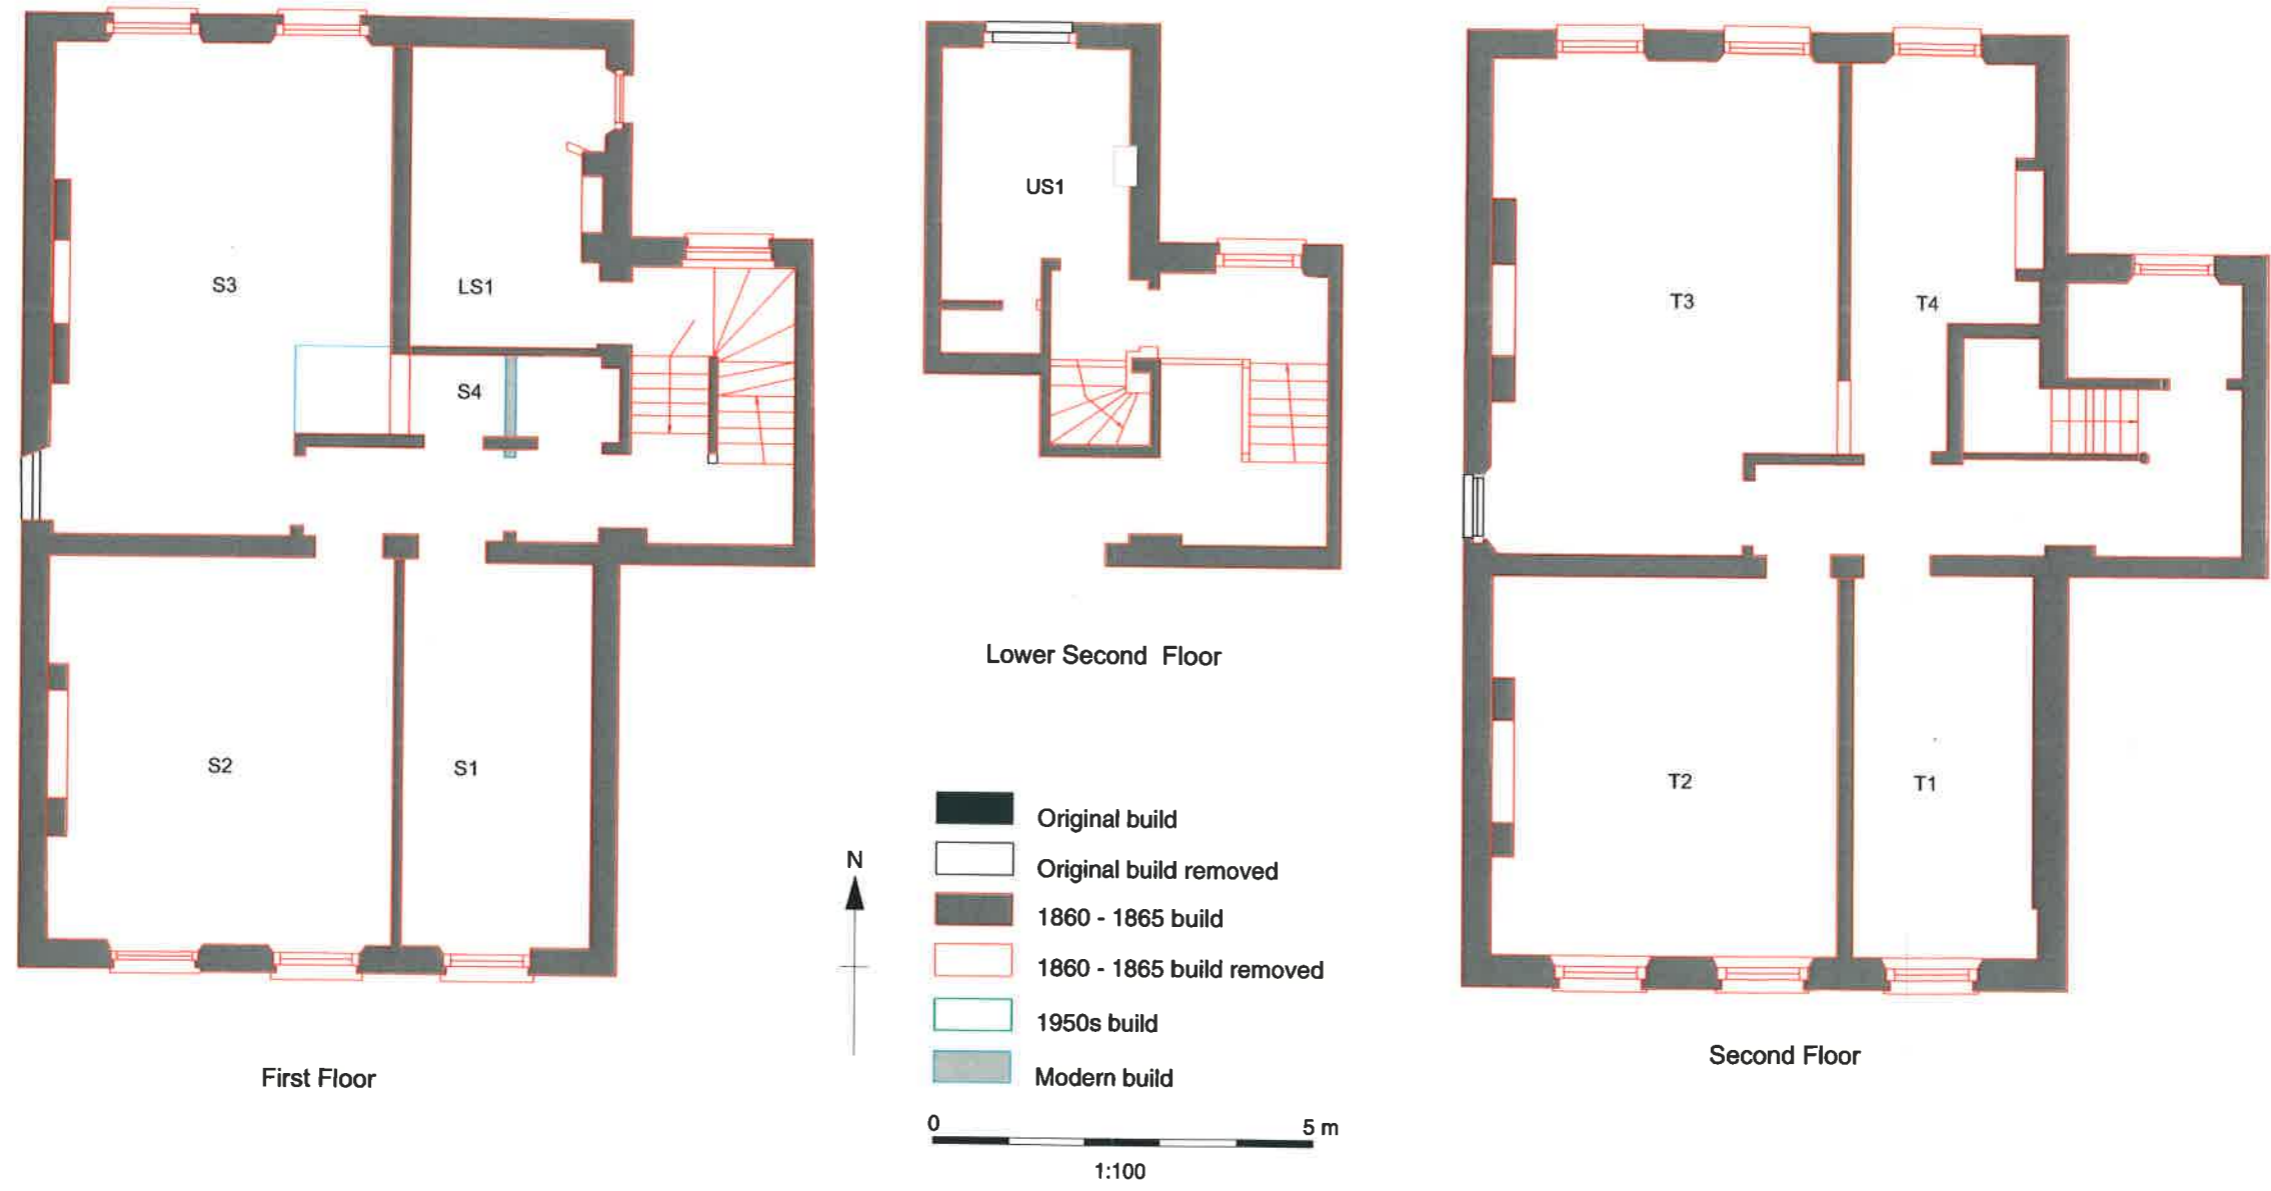 S3
LS1
S4
S2
S1
First Floor
US1
Lower Second Floor
N
Original build
Original build removed
1860 - 1865 build
1860 - 1865 build removed
1950s build
Modern build
0 5 m
1:100
T3
T4
T2
T1
Second Floor